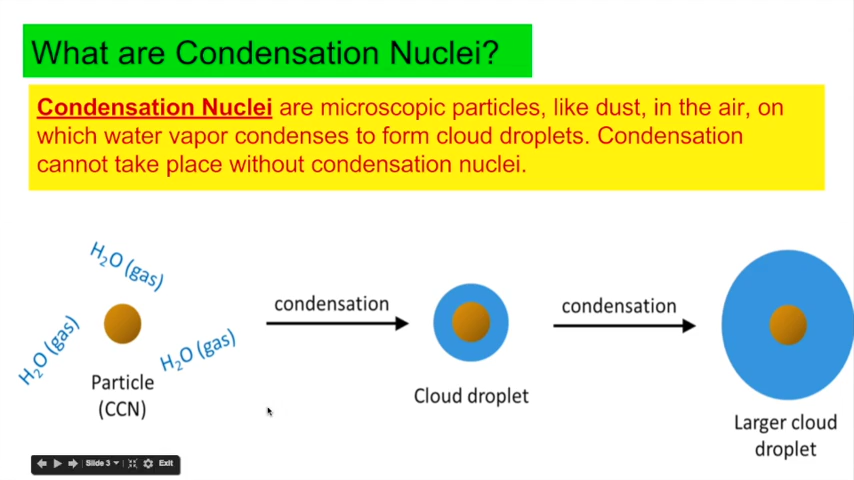 What are Condensation Nuclei?
Condensation Nuclei are microscopic particles, like dust, in the air, on
which water vapor condenses to form cloud droplets. Condensation
cannot take place without condensation nuclei.
H₂O (gas)
H₂O (gas)
H₂O (gas)
Particle
(CCN)
condensation
Cloud droplet
condensation
Larger cloud
droplet
Slide 3
Exit